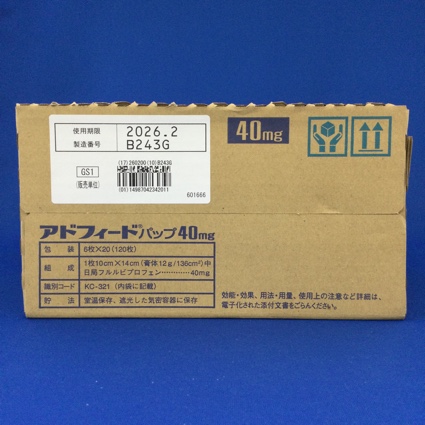 使用期限 2026.2
製造番号 B243G
(17)260200(10)B243G
GS1
(販売単位)
(01)14987042342011
601666
40mg
アドフィードパップ40mg
包装 6枚×20(120枚)
組成 1枚10cm×14cm(膏体12g/136cm²)中
日局フルルビプロフェン…………40mg
識別コード KC-321(内袋に記載)
貯法 室温保存、遮光した気密容器に保存
効能・効果、用法・用量、使用上の注意など詳細は、
電子化された添付文書をごらんください。